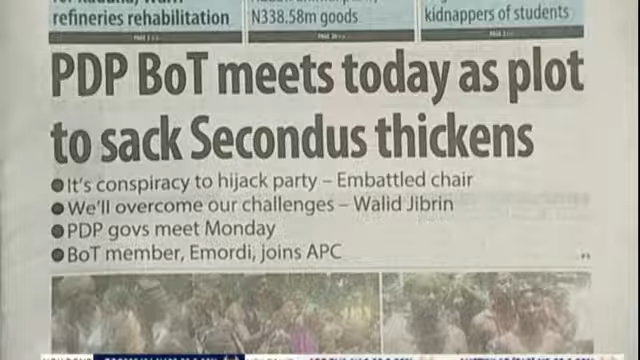 refineries rehabilitation
N338.58m goods
kidnappers of students
PDP BoT meets today as plot
to sack Secondus thickens
●It's conspiracy to hijack party – Embattled chair
●We'll overcome our challenges – Walid Jibrin
●PDP govs meet Monday
●BoT member, Emordi, joins APC